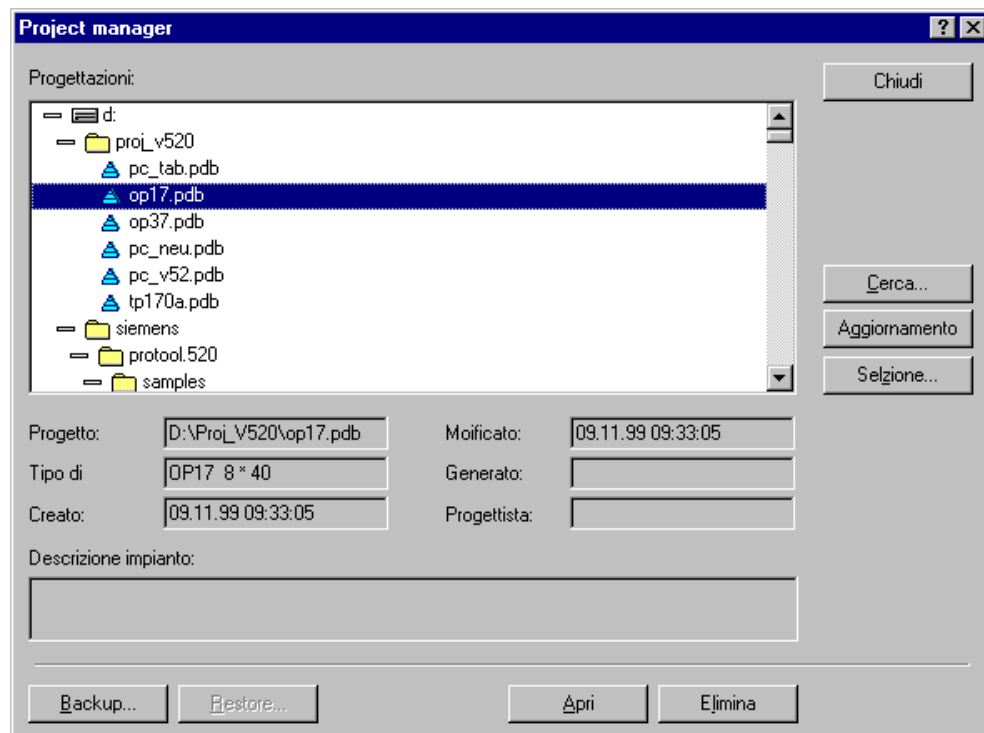 Project manager
Progettazioni:
Chiudi
d:
proj_v520
pc_tab.pdb
op17.pdb
op37.pdb
pc_neu.pdb
pc_v52.pdb
tp170a.pdb
siemens
protool.520
samples
Cerca...
Aggiornamento
Selzione...
Progetto: D:\Proj_V520\op17.pdb Moificato: 09.11.99 09:33:05
Tipo di OP17 8 * 40 Generato:
Creato: 09.11.99 09:33:05 Progettista:
Descrizione impianto:
Backup... Restore... Apri Elimina